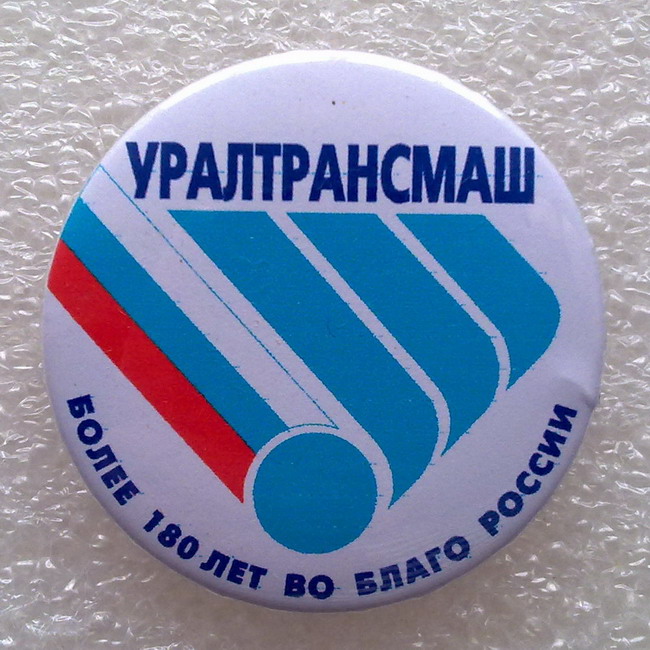 УРАЛТРАНСМАШ
БОЛЕЕ 180 ЛЕТ ВО БЛАГО РОССИИ